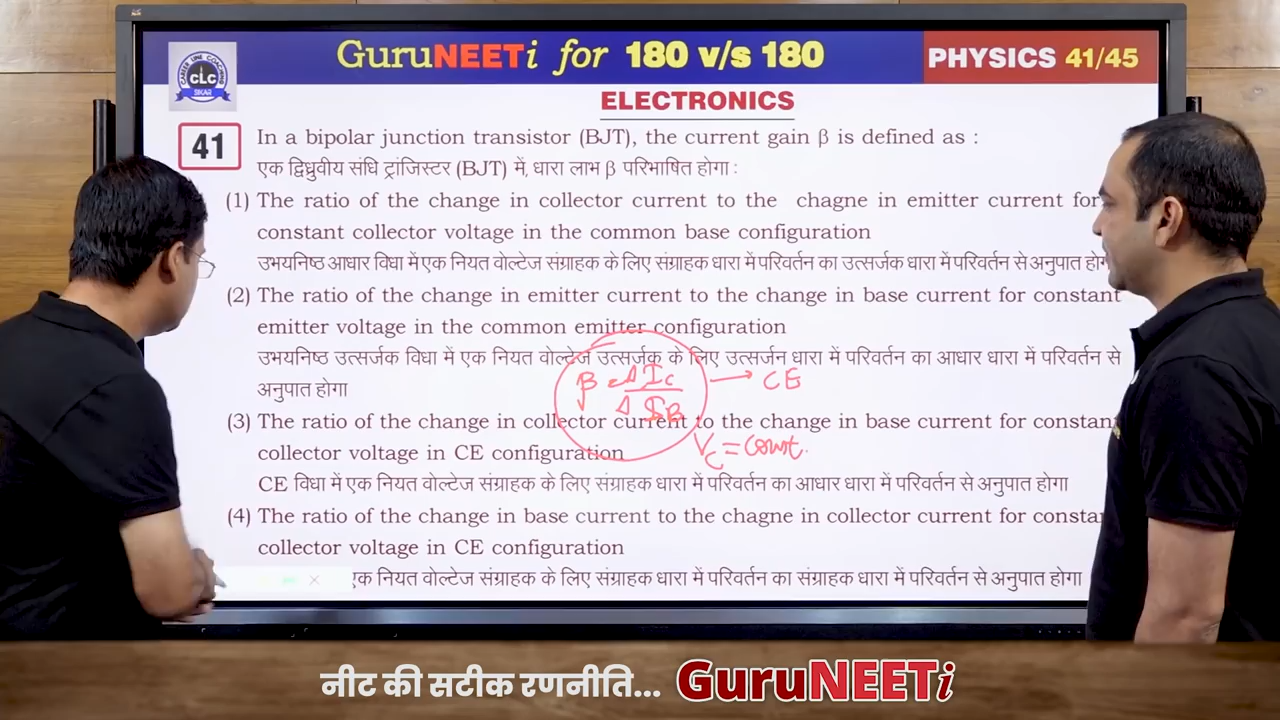 GuruNEETi for 180 v/s 180
PHYSICS 41/45
CLC
SIKAR
ELECTRONICS
41
In a bipolar junction transistor (BJT), the current gain β is defined as :
एक द्विध्रुवीय संधि ट्रांजिस्टर (BJT) में, धारा लाभ β परिभाषित होगा :
(1) The ratio of the change in collector current to the chagne in emitter current for
constant collector voltage in the common base configuration
उभयनिष्ठ आधार विधा में एक नियत वोल्टेज संग्राहक के लिए संग्राहक धारा में परिवर्तन का उत्सर्जक धारा में परिवर्तन से अनुपात
(2) The ratio of the change in emitter current to the change in base current for constant
emitter voltage in the common emitter configuration
उभयनिष्ठ उत्सर्जक विधा में एक नियत वोल्टेज उत्सर्जक के लिए उत्सर्जन धारा में परिवर्तन का आधार धारा में परिवर्तन से
अनुपात होगा
β = ΔIc → CE
Δ IB
(3) The ratio of the change in collector current to the change in base current for
Vc = const.
collector voltage in CE configuration
CE विधा में एक नियत वोल्टेज संग्राहक के लिए संग्राहक धारा में परिवर्तन का आधार धारा में परिवर्तन से अनुपात होगा
(4) The ratio of the change in base current to the chagne in collector current for
collector voltage in CE configuration
एक नियत वोल्टेज संग्राहक के लिए संग्राहक धारा में परिवर्तन का संग्राहक धारा में परिवर्तन से अनुपात होगा
नीट की सटीक रणनीति... GuruNEETi